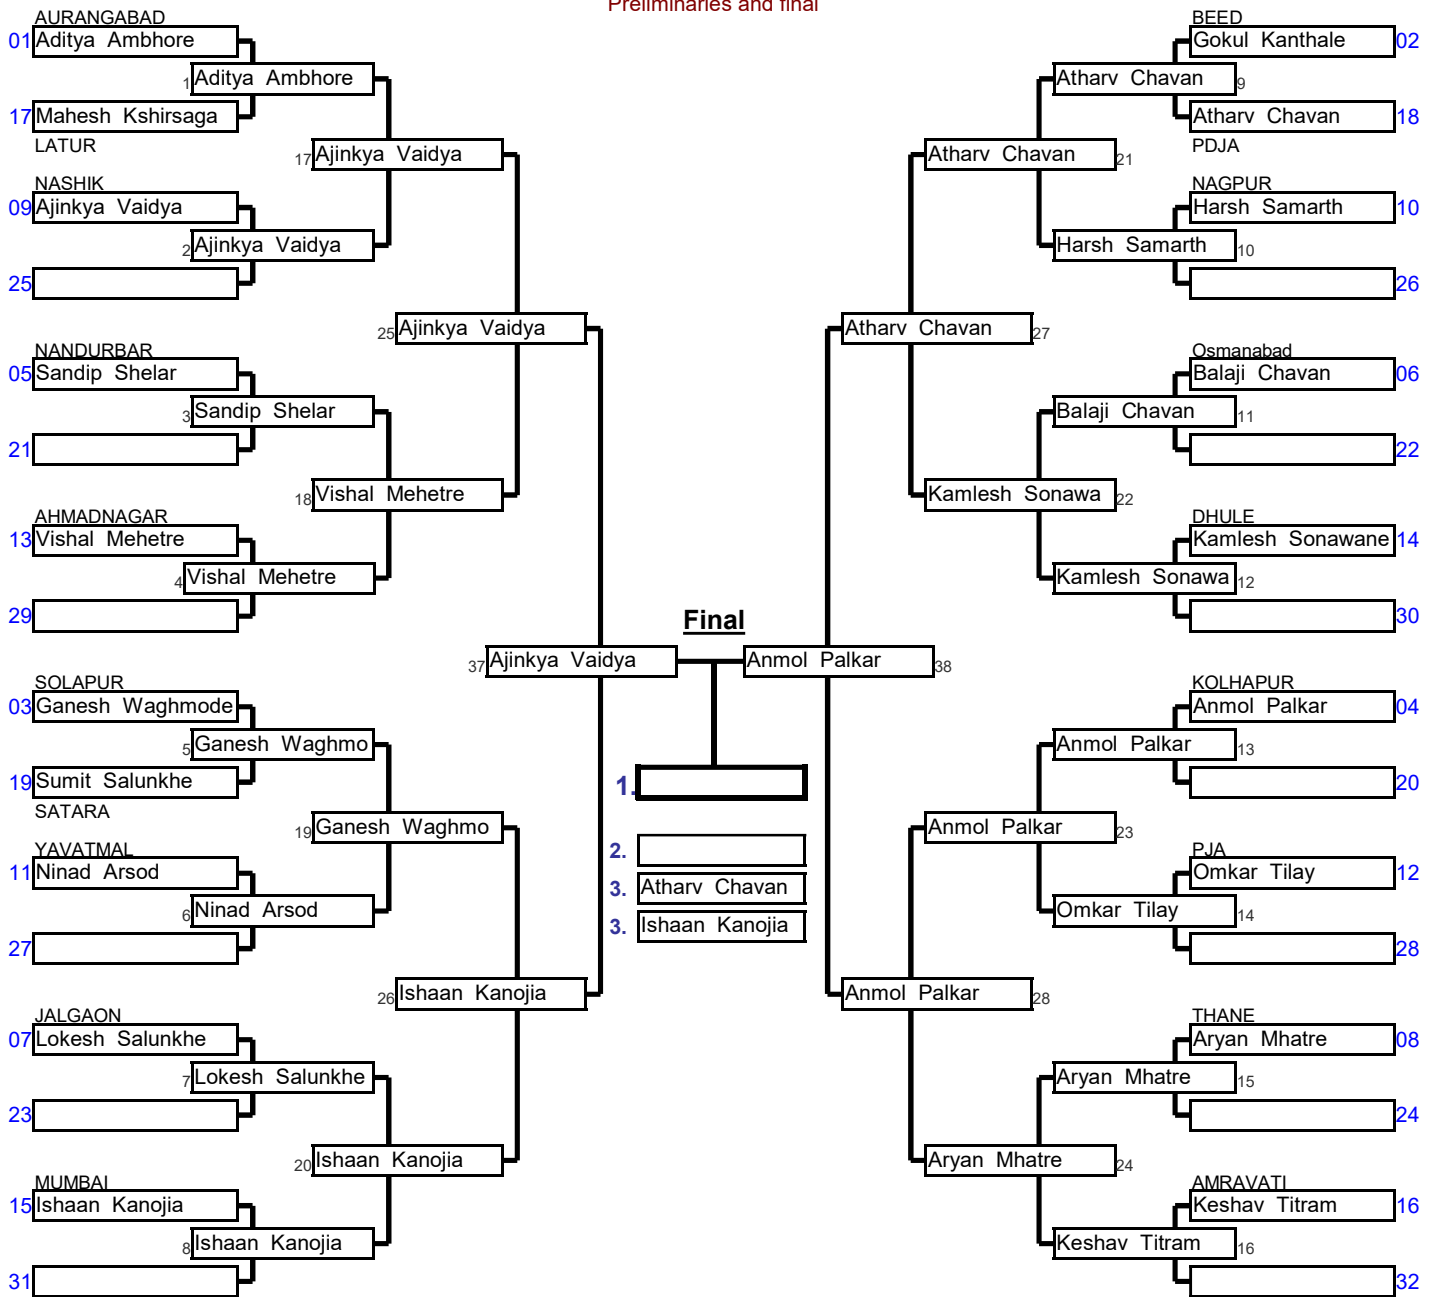 Preliminaries and final
AURANGABAD
01 Aditya Ambhore
1 Aditya Ambhore
17 Mahesh Kshirsaga
LATUR
17 Ajinkya Vaidya
NASHIK
09 Ajinkya Vaidya
2 Ajinkya Vaidya
25
25 Ajinkya Vaidya
NANDURBAR
05 Sandip Shelar
3 Sandip Shelar
21
18 Vishal Mehetre
AHMADNAGAR
13 Vishal Mehetre
4 Vishal Mehetre
29
37 Ajinkya Vaidya
SOLAPUR
03 Ganesh Waghmode
5 Ganesh Waghmo
19 Sumit Salunkhe
SATARA
19 Ganesh Waghmo
YAVATMAL
11 Ninad Arsod
6 Ninad Arsod
27
26 Ishaan Kanojia
JALGAON
07 Lokesh Salunkhe
7 Lokesh Salunkhe
23
20 Ishaan Kanojia
MUMBAI
15 Ishaan Kanojia
8 Ishaan Kanojia
31
Final
1.
2.
3. Atharv Chavan
3. Ishaan Kanojia
BEED
Gokul Kanthale 02
Atharv Chavan 9
Atharv Chavan 18
PDJA
Atharv Chavan 21
NAGPUR
Harsh Samarth 10
Harsh Samarth 10
26
Atharv Chavan 27
Osmanabad
Balaji Chavan 06
Balaji Chavan 11
22
Kamlesh Sonawa 22
DHULE
Kamlesh Sonawane 14
Kamlesh Sonawa 12
30
Anmol Palkar 38
KOLHAPUR
Anmol Palkar 04
Anmol Palkar 13
20
Anmol Palkar 23
PJA
Omkar Tilay 12
Omkar Tilay 14
28
Anmol Palkar 28
THANE
Aryan Mhatre 08
Aryan Mhatre 15
24
Aryan Mhatre 24
AMRAVATI
Keshav Titram 16
Keshav Titram 16
32